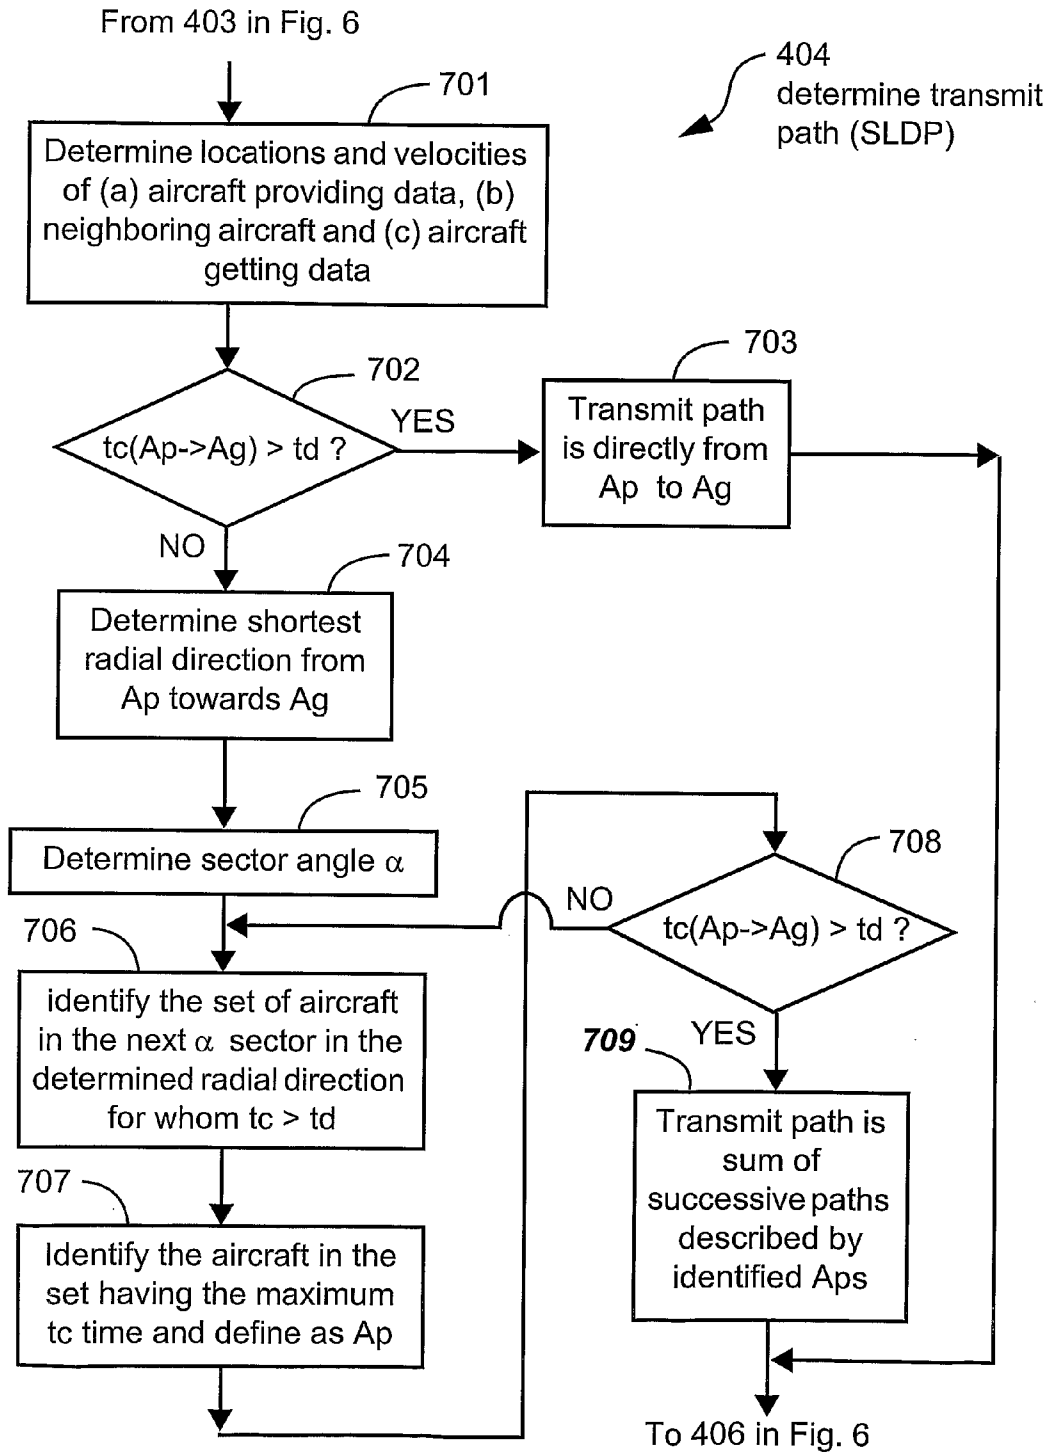 From 403 in Fig. 6
404
determine transmit
path (SLDP)
701
Determine locations and velocities
of (a) aircraft providing data, (b)
neighboring aircraft and (c) aircraft
getting data
702
tc(Ap->Ag) > td ?
YES
703
Transmit path
is directly from
Ap to Ag
NO
704
Determine shortest
radial direction from
Ap towards Ag
705
Determine sector angle α
706
identify the set of aircraft
in the next α sector in the
determined radial direction
for whom tc > td
707
Identify the aircraft in the
set having the maximum
tc time and define as Ap
708
tc(Ap->Ag) > td ?
NO
YES
709
Transmit path is
sum of
successive paths
described by
identified Aps
To 406 in Fig. 6